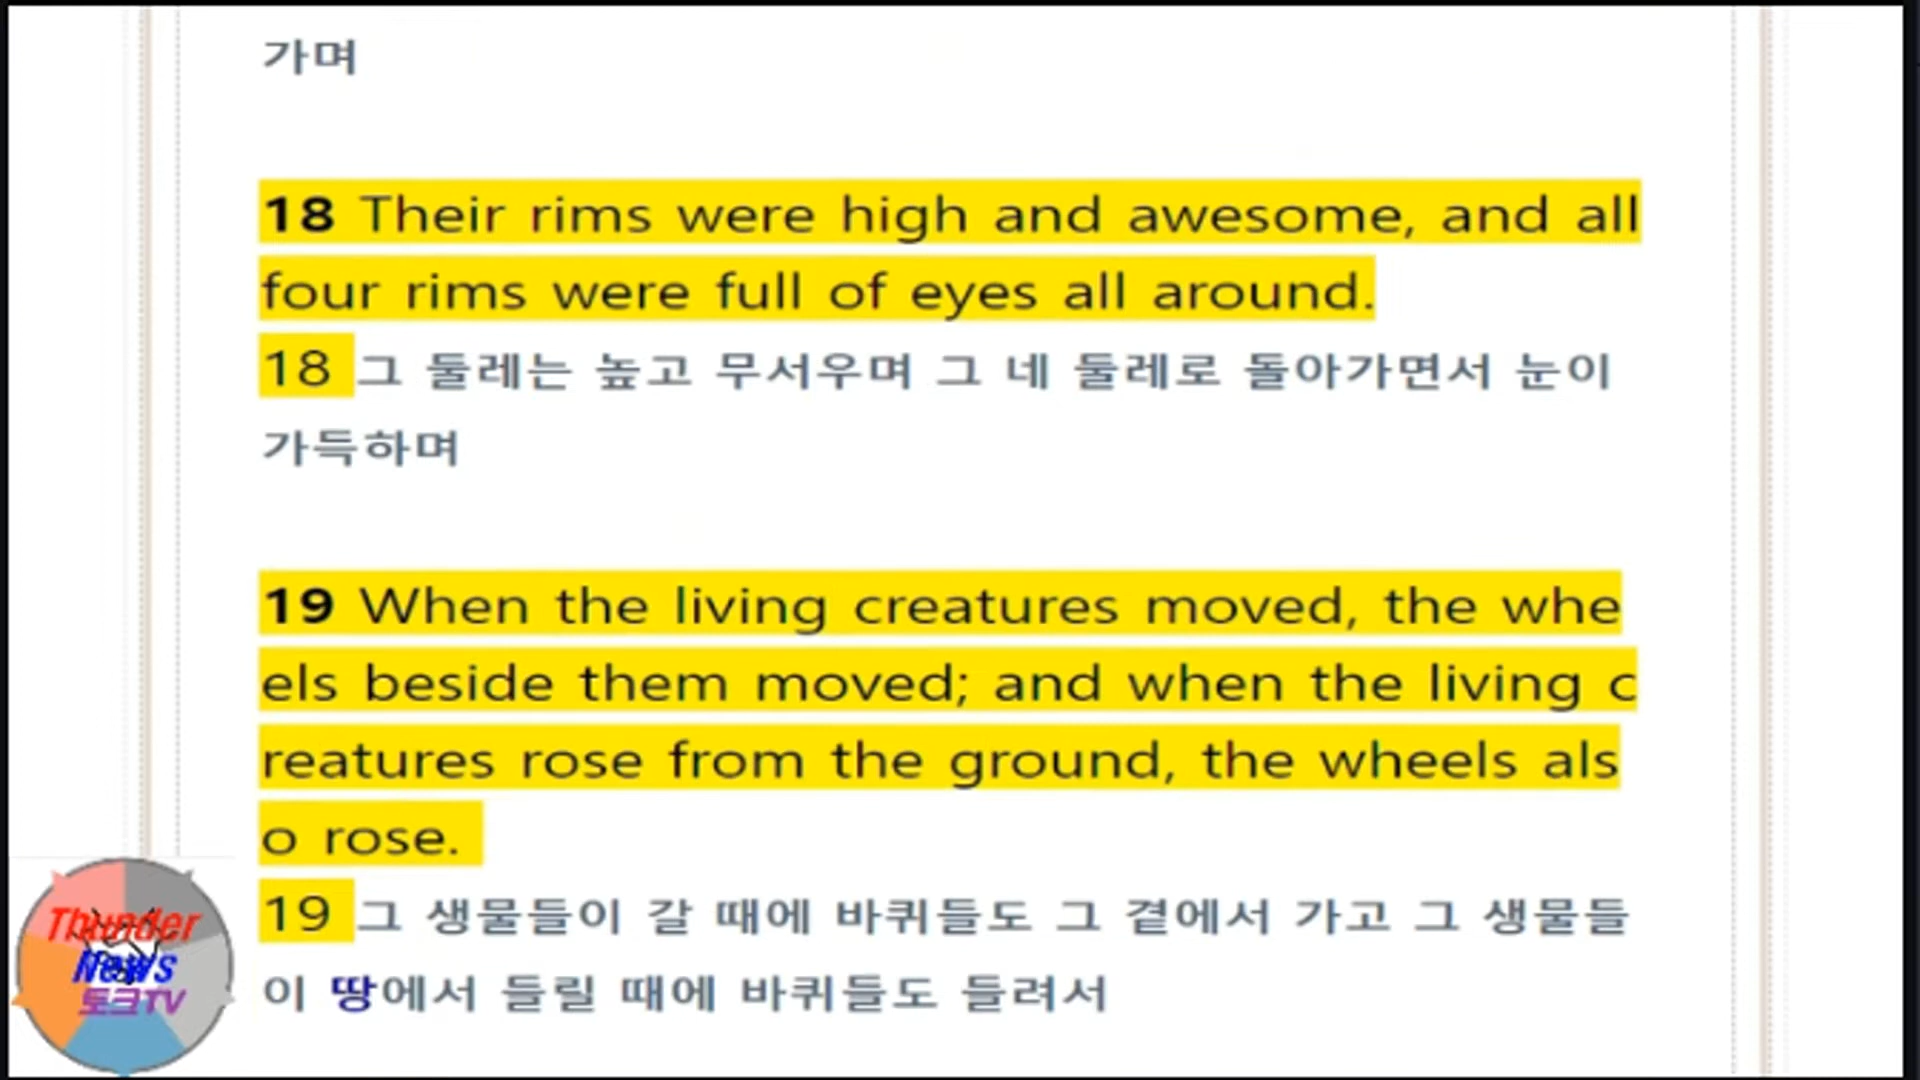 가며
18 Their rims were high and awesome, and all
four rims were full of eyes all around.
18 그 둘레는 높고 무서우며 그 네 둘레로 돌아가면서 눈이
가득하며
19 When the living creatures moved, the whe
els beside them moved; and when the living c
reatures rose from the ground, the wheels als
o rose.
19 그 생물들이 갈 때에 바퀴들도 그 곁에서 가고 그 생물들
이 땅에서 들릴 때에 바퀴들도 들려서
Thunder
News
토크TV